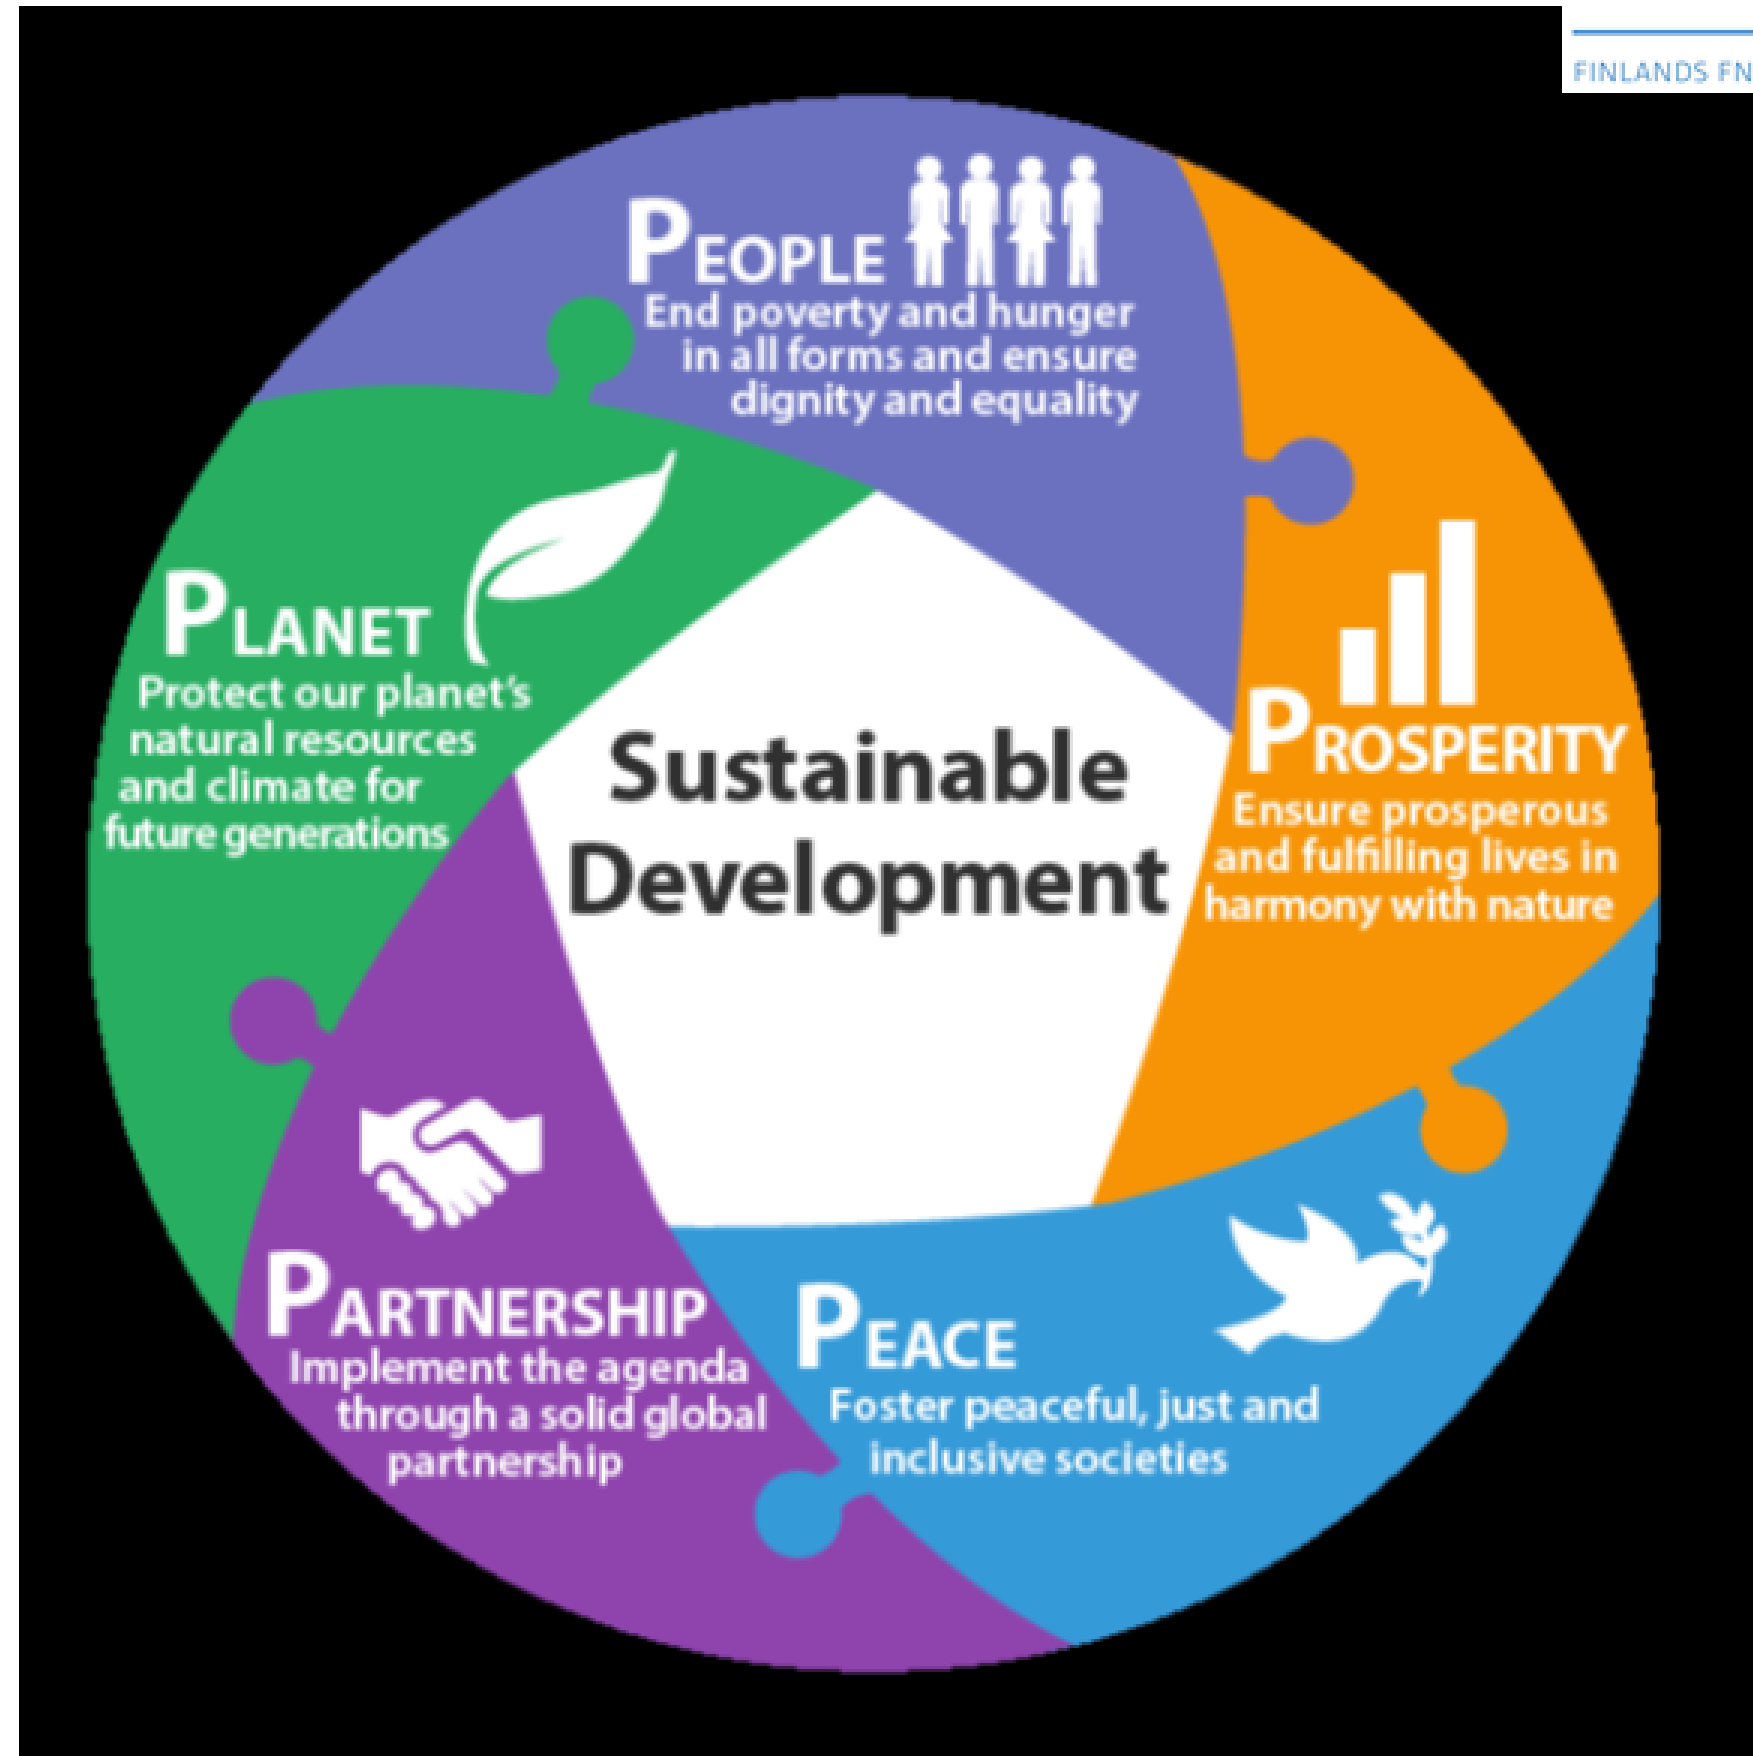 FINLANDS FN
PEOPLE
End poverty and hunger
in all forms and ensure
dignity and equality
PROSPERITY
Ensure prosperous
and fulfilling lives in
harmony with nature
PEACE
Foster peaceful, just and
inclusive societies
PARTNERSHIP
Implement the agenda
through a solid global
partnership
PLANET
Protect our planet's
natural resources
and climate for
future generations
Sustainable
Development